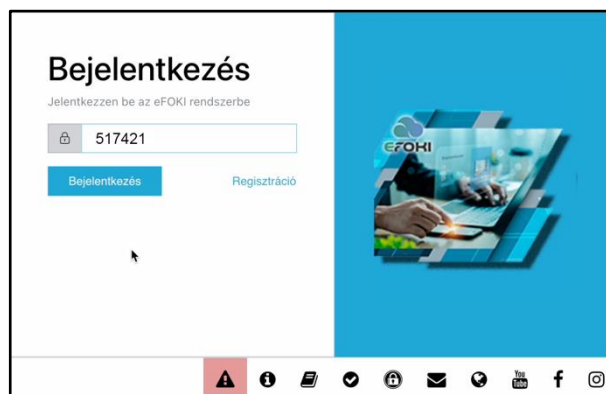 Bejelentkezés
Jelentkezzen be az eFOKI rendszerbe
517421
Bejelentkezés
Regisztráció
eFOKI
You
Tube